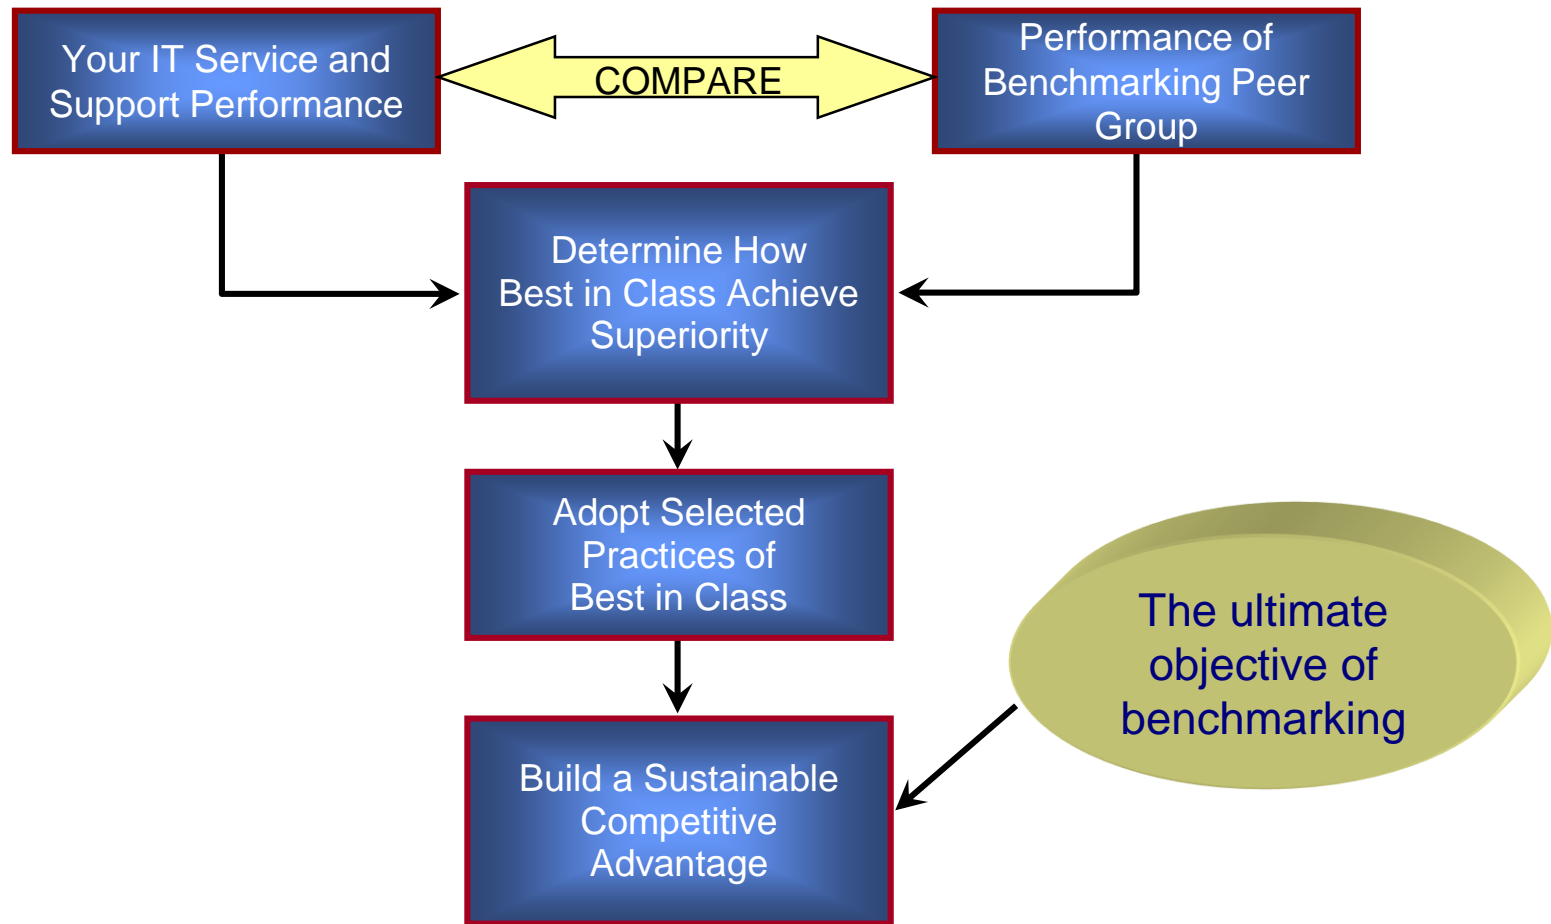 Your IT Service and
Support Performance
COMPARE
Performance of
Benchmarking Peer
Group
Determine How
Best in Class Achieve
Superiority
Adopt Selected
Practices of
Best in Class
The ultimate
objective of
benchmarking
Build a Sustainable
Competitive
Advantage